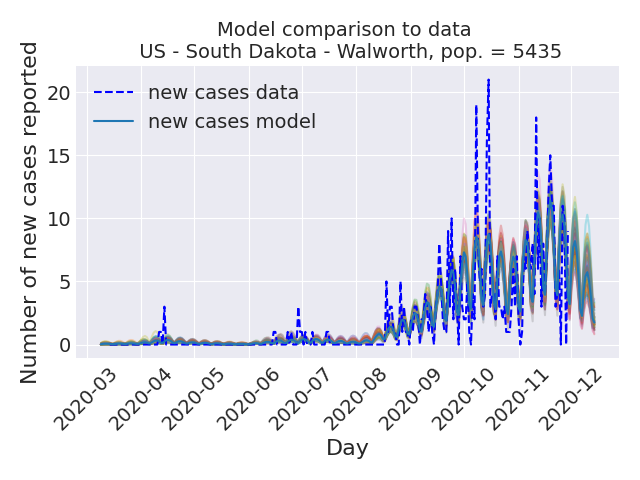 Model comparison to data
US - South Dakota - Walworth, pop. = 5435
Number of new cases reported
20
15
10
5
0
new cases data
new cases model
2020-03
2020-04
2020-05
2020-06
2020-07
2020-08
2020-09
2020-10
2020-11
2020-12
Day